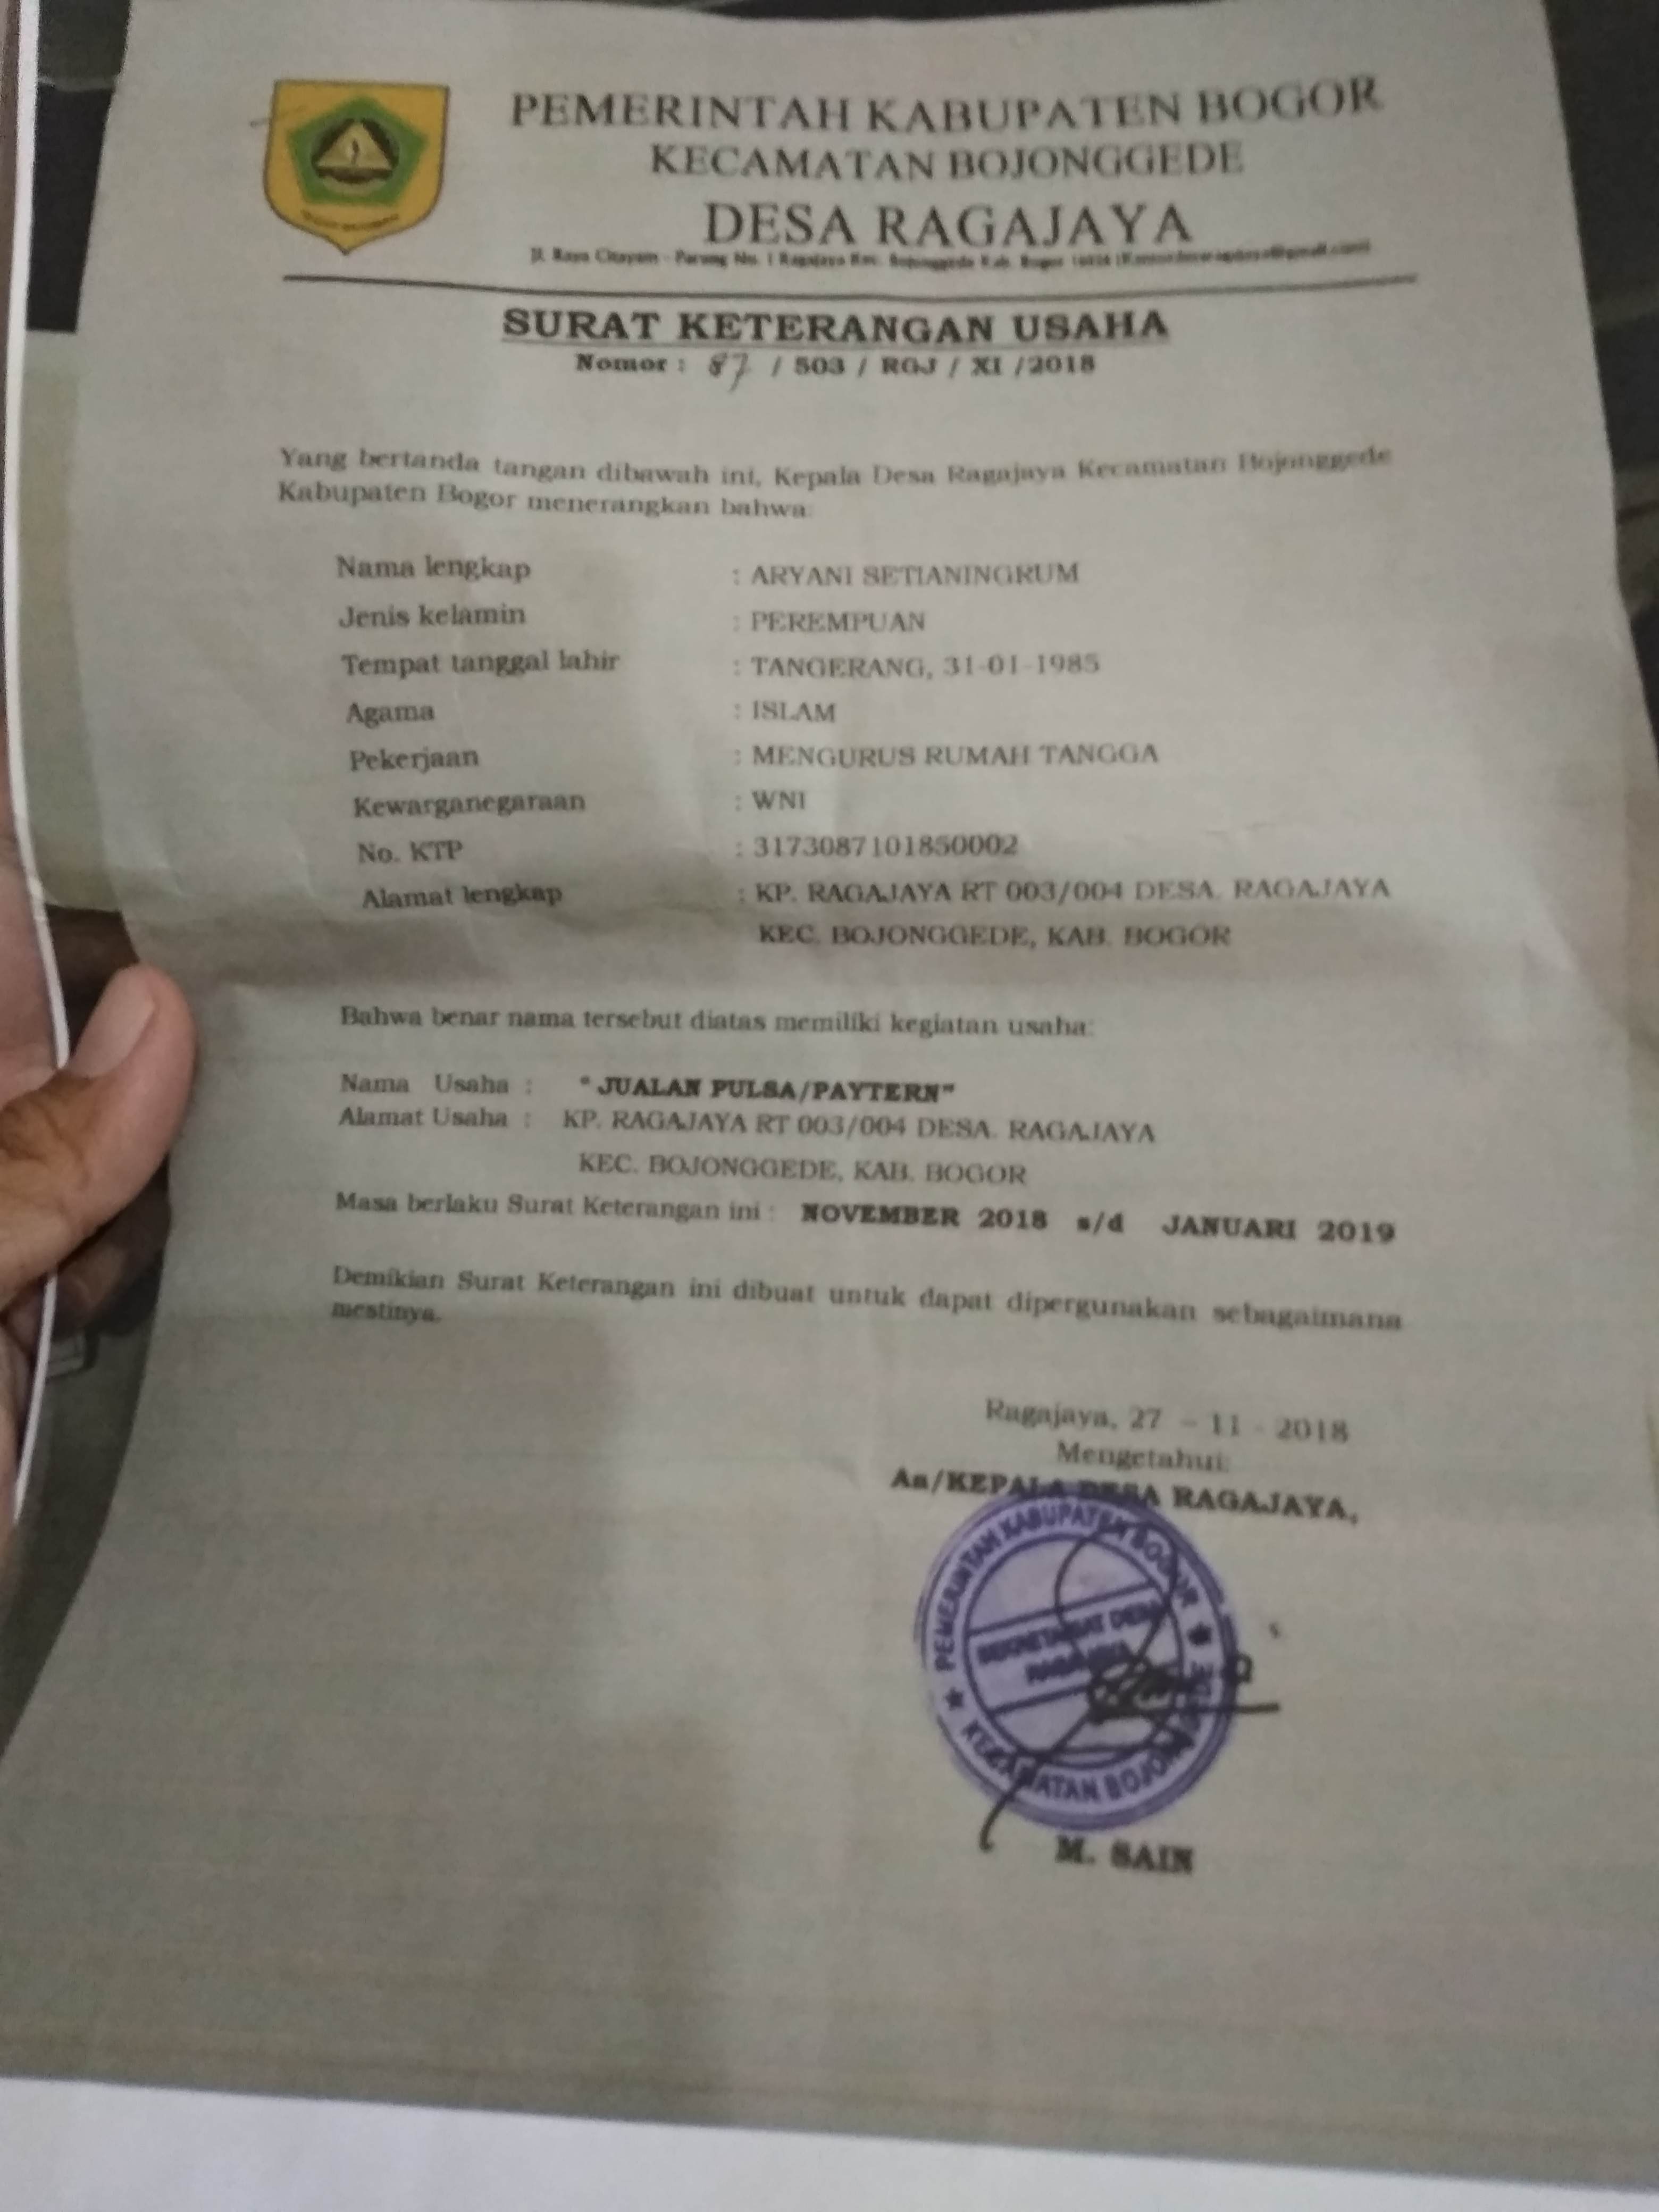 PEMERINTAH KABUPATEN BOGOR
KECAMATAN BOJONGGEDE
DESA RAGAJAYA
Jl. Raya Citayam - Parung No. 1 Ragajaya Kec. Bojonggede Kab. Bogor
SURAT KETERANGAN USAHA
Nomor : 87 / 503 / RGJ / XI /2018
Yang bertanda tangan dibawah ini, Kepala Desa Ragajaya Kecamatan Bojonggede
Kabupaten Bogor menerangkan bahwa:
Nama lengkap : ARYANI SETIANINGRUM
Jenis kelamin : PEREMPUAN
Tempat tanggal lahir : TANGERANG, 31-01-1985
Agama : ISLAM
Pekerjaan : MENGURUS RUMAH TANGGA
Kewarganegaraan : WNI
No. KTP : 3173087101850002
Alamat lengkap : KP. RAGAJAYA RT 003/004 DESA. RAGAJAYA
KEC. BOJONGGEDE, KAB. BOGOR
Bahwa benar nama tersebut diatas memiliki kegiatan usaha:
Nama Usaha : "JUALAN PULSA/PAYTERN"
Alamat Usaha : KP. RAGAJAYA RT 003/004 DESA. RAGAJAYA
KEC. BOJONGGEDE, KAB. BOGOR
Masa berlaku Surat Keterangan ini : NOVEMBER 2018 s/d JANUARI 2019
Demikian Surat Keterangan ini dibuat untuk dapat dipergunakan sebagaimana
mestinya.
Ragajaya, 27 - 11 - 2018
Mengetahui:
An/KEPALA DESA RAGAJAYA,
PEMERINTAH KABUPATEN BOGOR
SEKRETARIAT DESA
RAGAJAYA
KECAMATAN BOJONGGEDE
M. SAIN